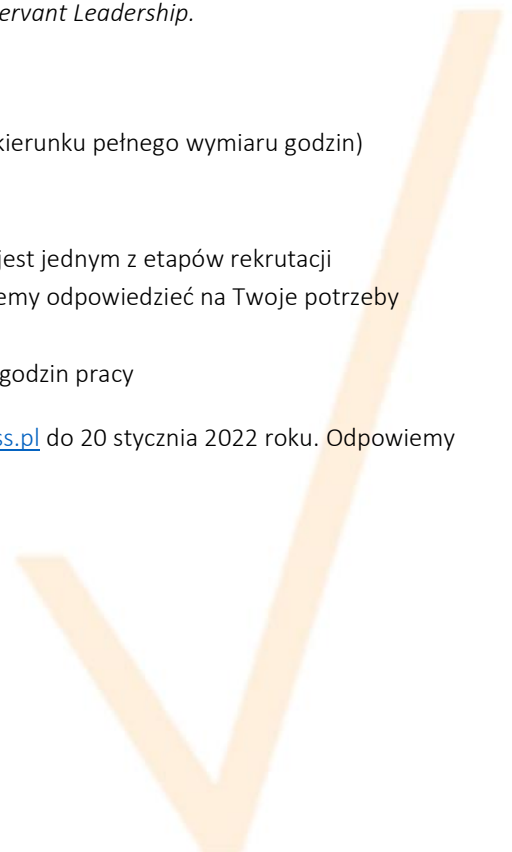 ervant Leadership.
kierunku pełnego wymiaru godzin)
jest jednym z etapów rekrutacji
emy odpowiedzieć na Twoje potrzeby
godzin pracy
ss.pl do 20 stycznia 2022 roku. Odpowiemy